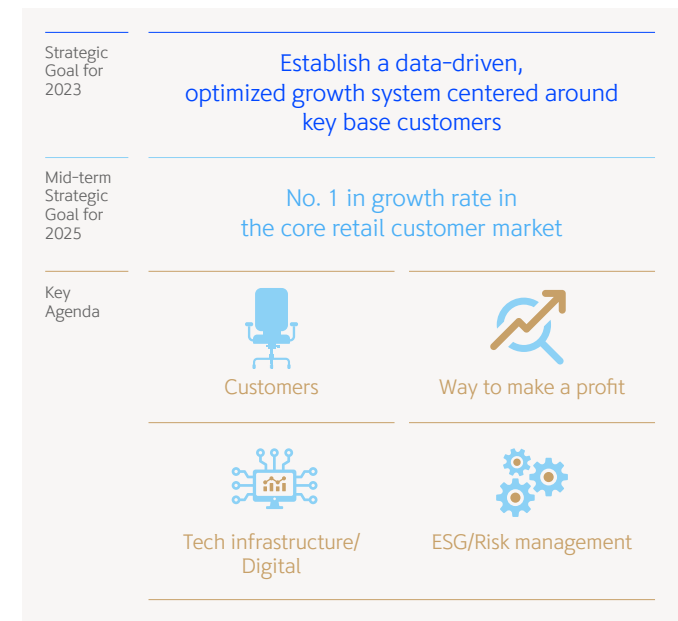 Strategic
Goal for
2023
Establish a data-driven,
optimized growth system centered around
key base customers
Mid-term
Strategic
Goal for
2025
No. 1 in growth rate in
the core retail customer market
Key
Agenda
Customers
Way to make a profit
Tech infrastructure/
Digital
ESG/Risk management